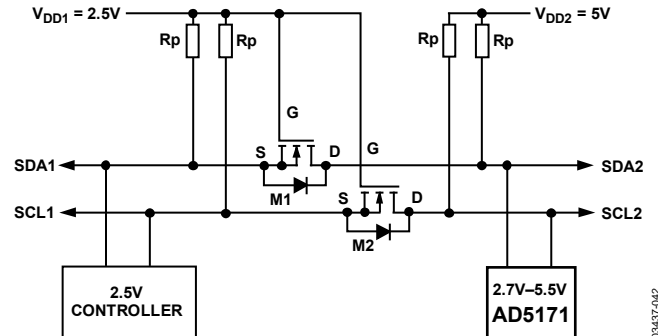 VDD1 = 2.5V
VDD2 = 5V
Rp
Rp
Rp
Rp
G
S
D
G
SDA1
SDA2
M1
S
D
SCL1
SCL2
M2
2.5V
CONTROLLER
2.7V–5.5V
AD5171
03437-042